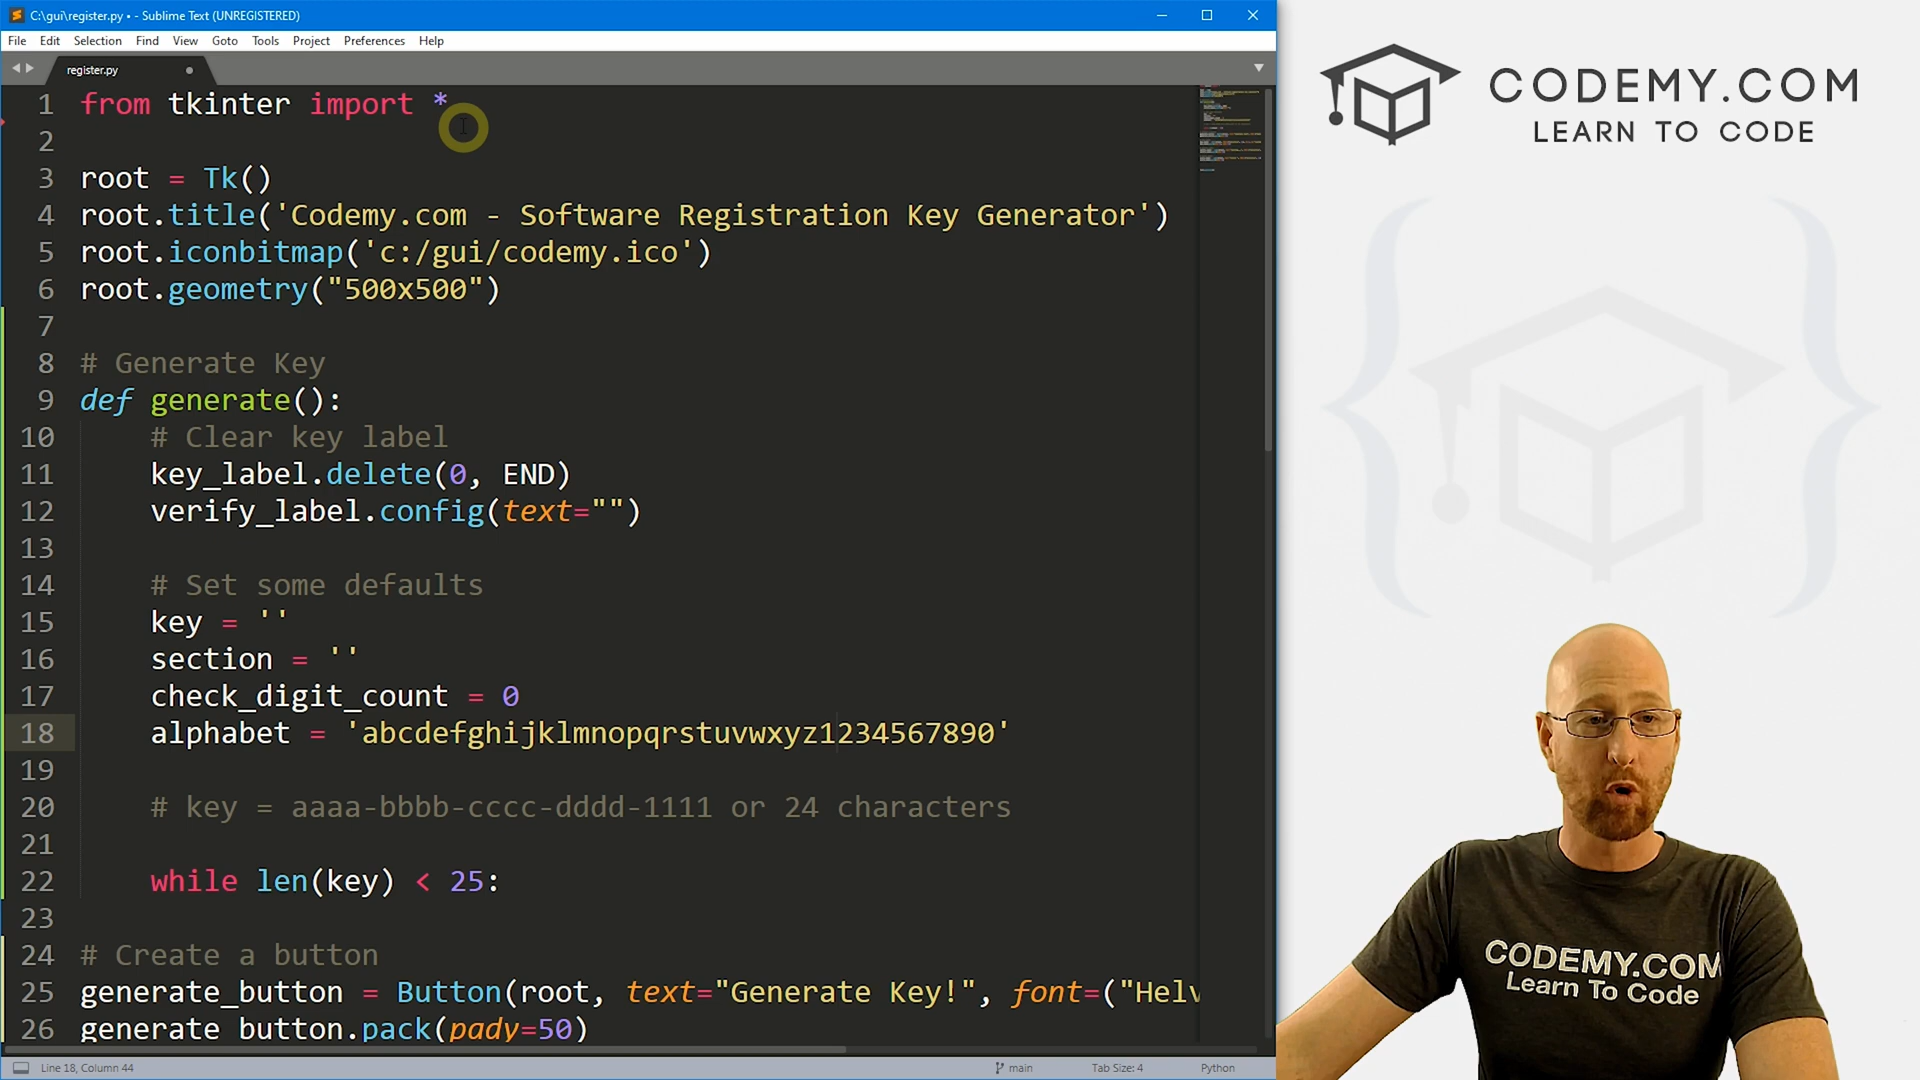 C:\gui\register.py • - Sublime Text (UNREGISTERED)
File Edit Selection Find View Goto Tools Project Preferences Help
register.py
1 from tkinter import *
2
3 root = Tk()
4 root.title('Codemy.com - Software Registration Key Generator')
5 root.iconbitmap('c:/gui/codemy.ico')
6 root.geometry("500x500")
7
8 # Generate Key
9 def generate():
10 # Clear key label
11 key_label.delete(0, END)
12 verify_label.config(text="")
13
14 # Set some defaults
15 key = ''
16 section = ''
17 check_digit_count = 0
18 alphabet = 'abcdefghijklmnopqrstuvwxyz1234567890'
19
20 # key = aaaa-bbbb-cccc-dddd-1111 or 24 characters
21
22 while len(key) < 25:
23
24 # Create a button
25 generate_button = Button(root, text="Generate Key!", font=("Helv
26 generate_button.pack(pady=50)
Line 18, Column 44
main
Tab Size: 4
Python
CODEMY.COM
LEARN TO CODE
CODEMY.COM
Learn To Code